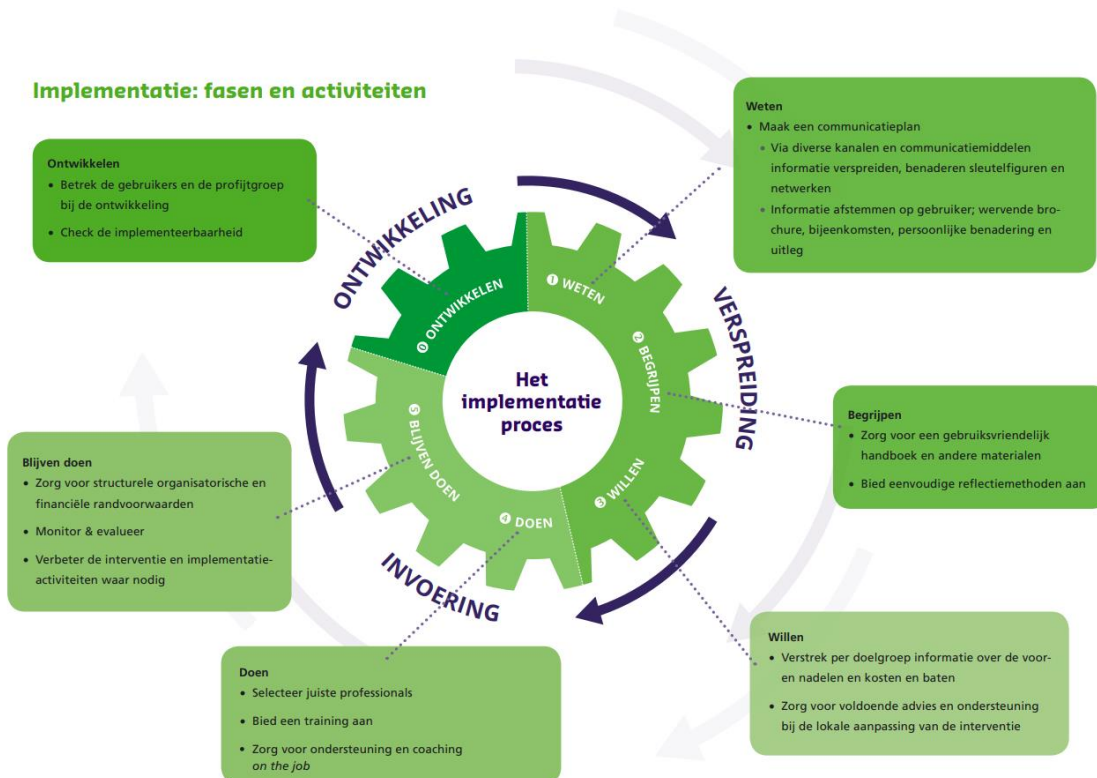 Implementatie: fasen en activiteiten
Ontwikkelen
• Betrek de gebruikers en de profijtgroep
bij de ontwikkeling
• Check de implementeerbaarheid
Weten
• Maak een communicatieplan
• Via diverse kanalen en communicatiemiddelen
informatie verspreiden, benaderen sleutelfiguren en
netwerken
• Informatie afstemmen op gebruiker; wervende bro-
chure, bijeenkomsten, persoonlijke benadering en
uitleg
ONTWIKKELING
VERSPREIDING
INVOERING
0 ONTWIKKELEN
1 WETEN
2 BEGRIJPEN
3 WILLEN
4 DOEN
5 BLIJVEN DOEN
Het
implementatie
proces
Begrijpen
• Zorg voor een gebruiksvriendelijk
handboek en andere materialen
• Bied eenvoudige reflectiemethoden aan
Blijven doen
• Zorg voor structurele organisatorische en
financiële randvoorwaarden
• Monitor & evalueer
• Verbeter de interventie en implementatie-
activiteiten waar nodig
Willen
• Verstrek per doelgroep informatie over de voor-
en nadelen en kosten en baten
• Zorg voor voldoende advies en ondersteuning
bij de lokale aanpassing van de interventie
Doen
• Selecteer juiste professionals
• Bied een training aan
• Zorg voor ondersteuning en coaching
on the job